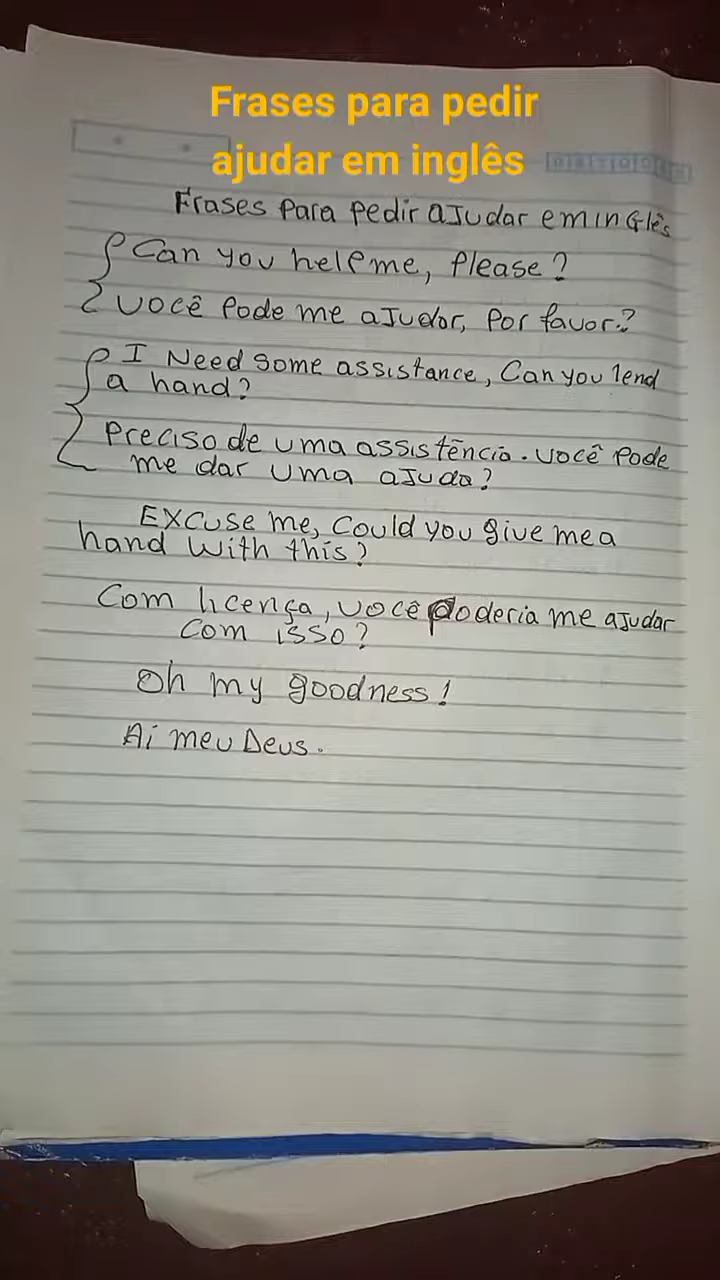 Frases para pedir
ajudar em inglês
Frases Para pedir aJudar em inGlês
Can you helP me, Please?
você Pode me aJudar, Por favor.?
I Need some assistance, Can you lend
a hand?
Preciso de uma assistência. você Pode
me dar uma aJuda?
EXcuse me, Could you give me a
hand with this?
Com licença, você poderia me aJudar
com isso?
Oh my goodness!
Ai meu Deus.